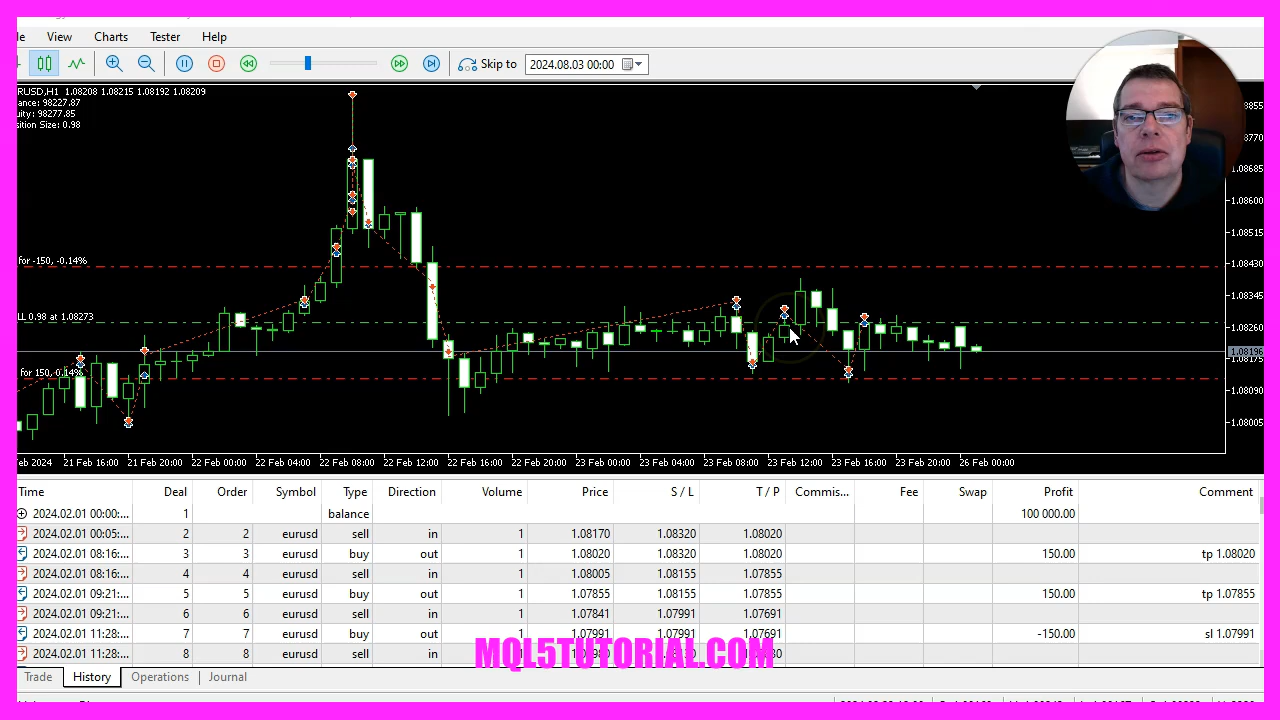 le View Charts Tester Help
Skip to 2024.08.03 00:00
RUSD,H1 1.08208 1.08215 1.08192 1.08209
ance: 98227.87
uity: 98277.85
sition Size: 0.98
.08855
.08770
1.08685
1.08600
1.08515
for -150, -0.14%
1.08430
1.08345
LL 0.98 at 1.08273
1.08260
1.08196
1.08175
for 150, 0.14%
1.08090
1.08005
eb 2024 21 Feb 16:00 21 Feb 20:00 22 Feb 00:00 22 Feb 04:00 22 Feb 08:00 22 Feb 12:00 22 Feb 16:00 22 Feb 20:00 23 Feb 00:00 23 Feb 04:00 23 Feb 08:00 23 Feb 12:00 23 Feb 16:00 23 Feb 20:00 26 Feb 00:00
Time Deal Order Symbol Type Direction Volume Price S / L T / P Commis... Fee Swap Profit Comment
2024.02.01 00:00:... 1 balance 100 000.00
2024.02.01 00:05:... 2 2 eurusd sell in 1 1.08170 1.08320 1.08020
2024.02.01 08:16:... 3 3 eurusd buy out 1 1.08020 1.08320 1.08020 150.00 tp 1.08020
2024.02.01 08:16:... 4 4 eurusd sell in 1 1.08005 1.08155 1.07855
2024.02.01 09:21:... 5 5 eurusd buy out 1 1.07855 1.08155 1.07855 150.00 tp 1.07855
2024.02.01 09:21:... 6 6 eurusd sell in 1 1.07841 1.07991 1.07691
2024.02.01 11:28:... 7 7 eurusd buy out 1 1.07991 1.07991 1.07691 -150.00 sl 1.07991
2024.02.01 11:28:... 8 8 eurusd sell in
MQL5TUTORIAL.COM
Trade History Operations Journal